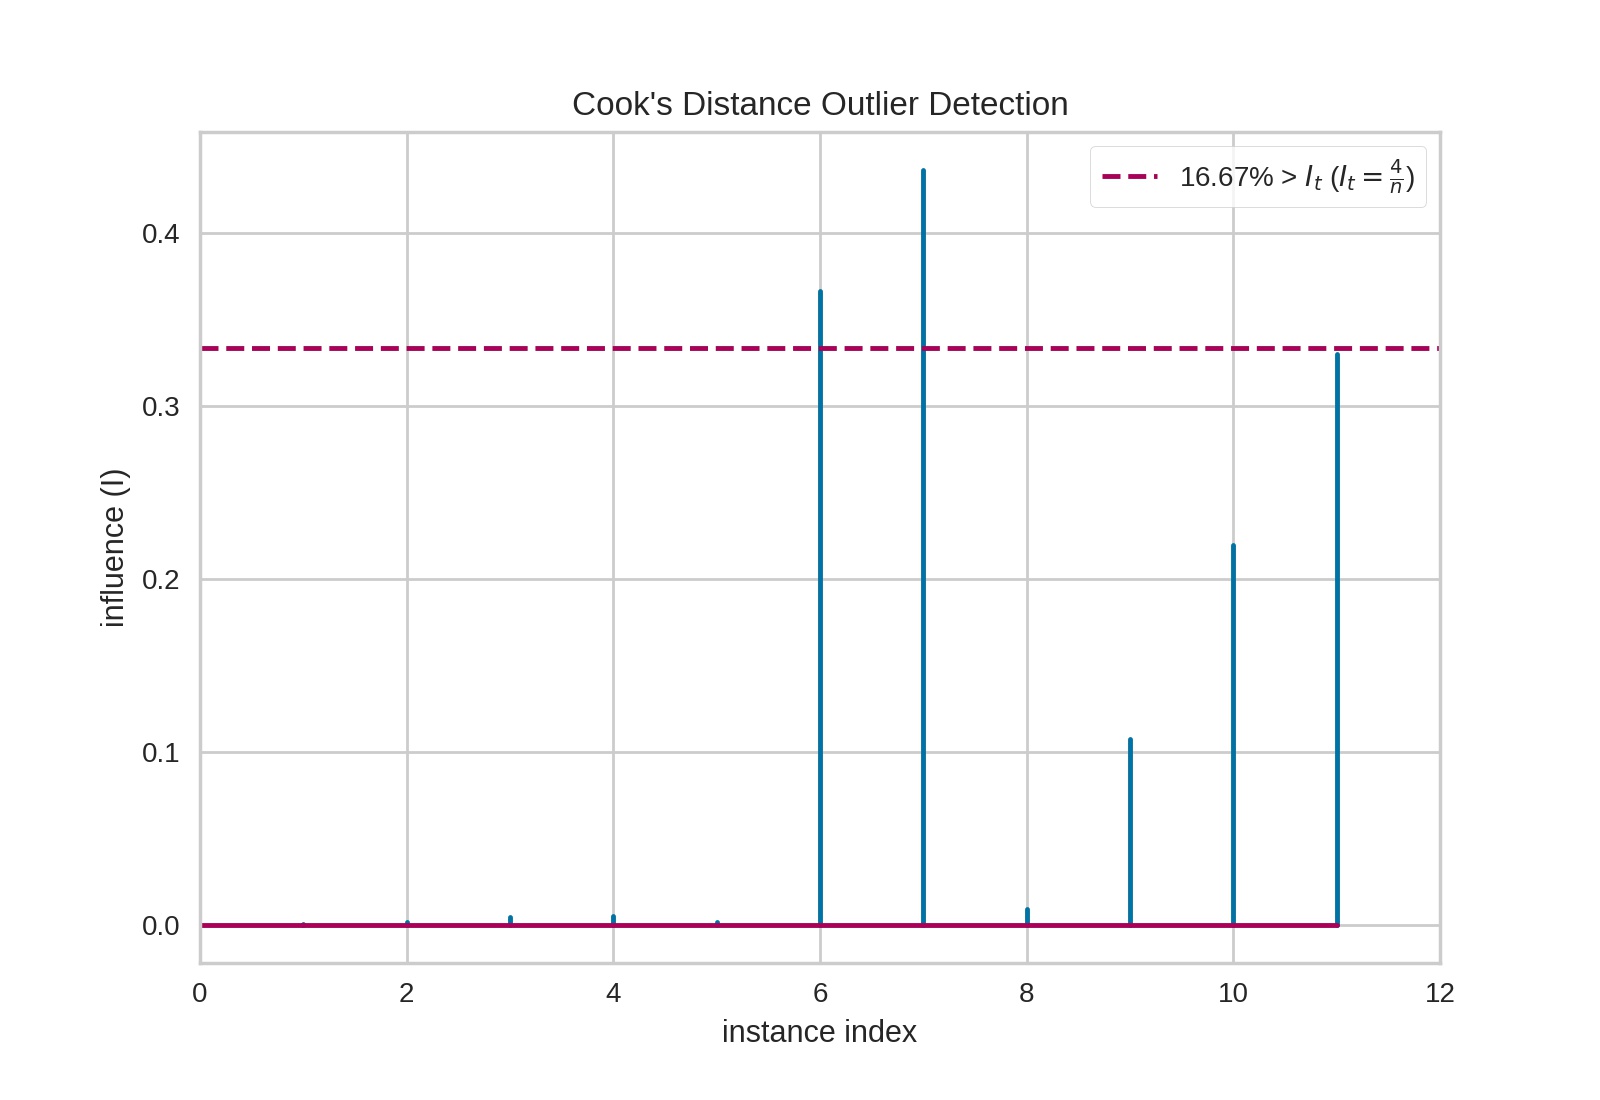 Cook's Distance Outlier Detection
16.67% > I_t (I_t = 4/n)
0.4
0.3
0.2
0.1
0.0
influence (I)
0 2 4 6 8 10 12
instance index